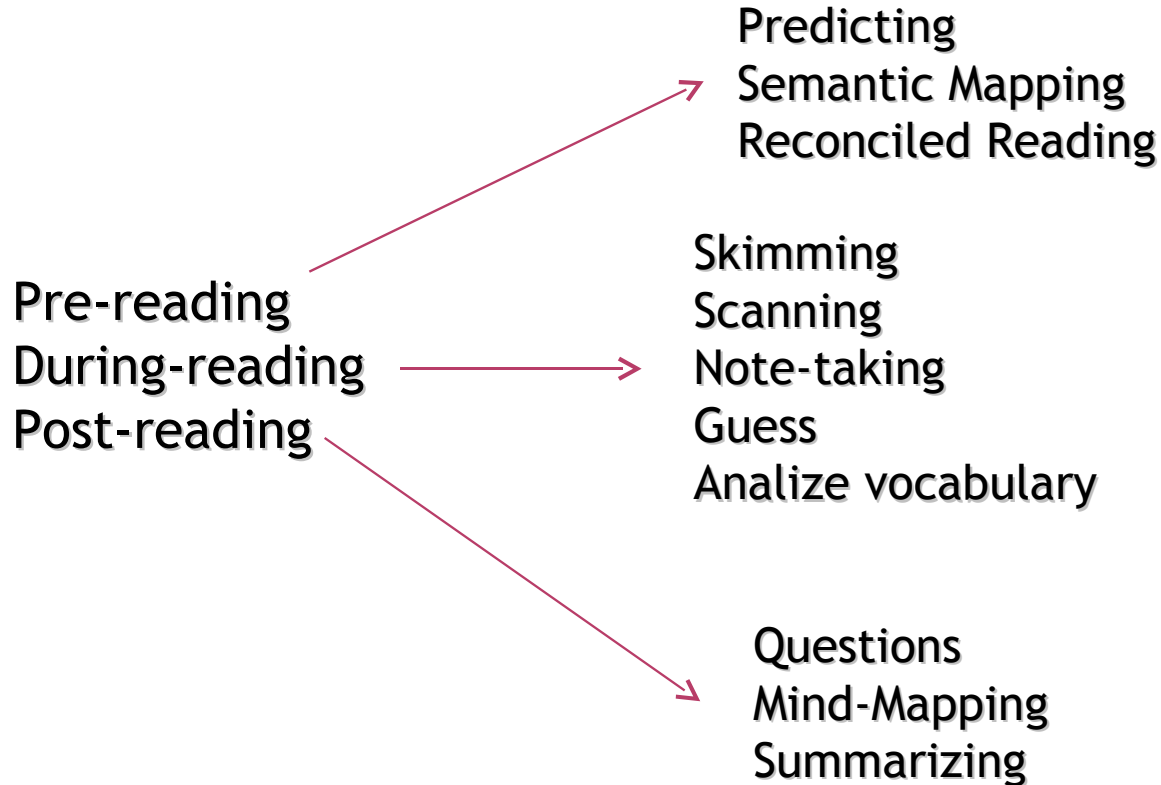 Predicting
Semantic Mapping
Reconciled Reading
Pre-reading
During-reading
Post-reading
Skimming
Scanning
Note-taking
Guess
Analize vocabulary
Questions
Mind-Mapping
Summarizing